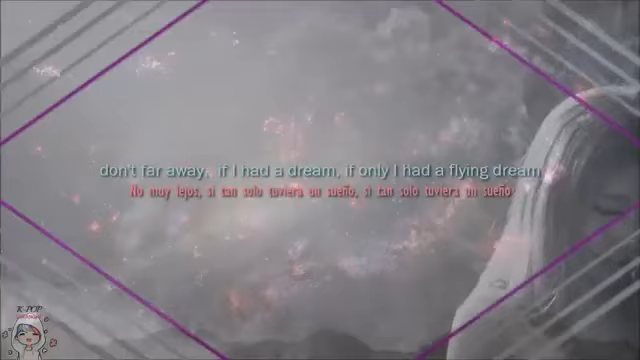 don't far away, if I had a dream, if only I had a flying dream
No muy lejos, si tan solo tuviera un sueño, si tan solo tuviera un sueño
K-POP